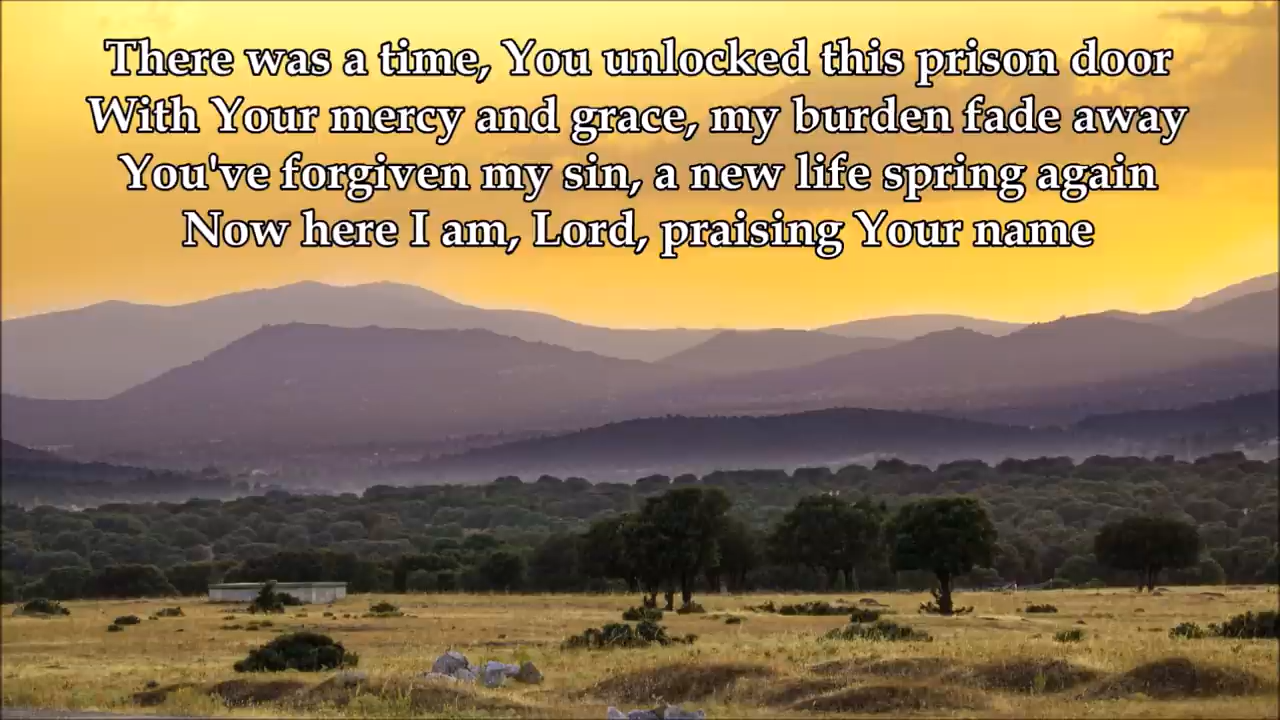 There was a time, You unlocked this prison door
With Your mercy and grace, my burden fade away
You've forgiven my sin, a new life spring again
Now here I am, Lord, praising Your name